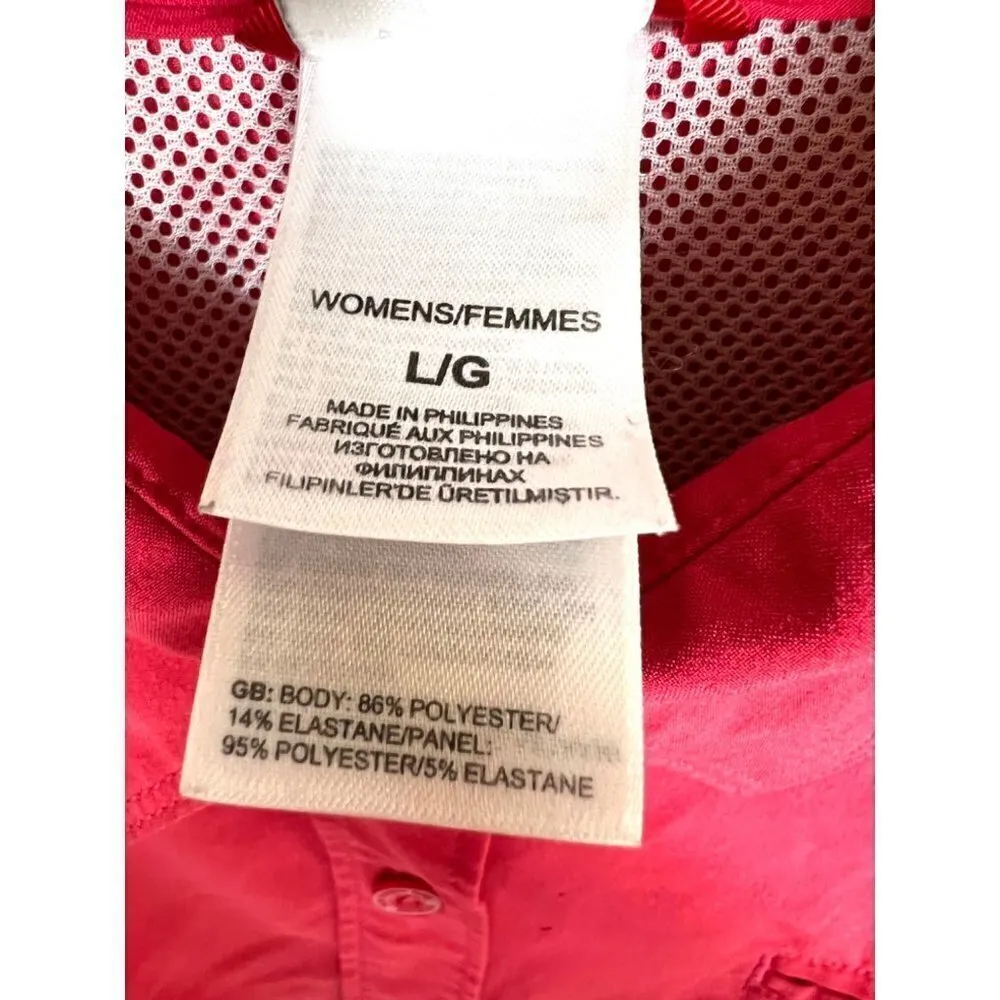 WOMENS/FEMMES
L/G
MADE IN PHILIPPINES
FABRIQUÉ AUX PHILIPPINES
ИЗГОТОВЛЕНО НА
ФИЛИППИНАХ
FILIPINLER'DE ÜRETILMIŞTIR.
GB: BODY: 86% POLYESTER/
14% ELASTANE/PANEL:
95% POLYESTER/5% ELASTANE